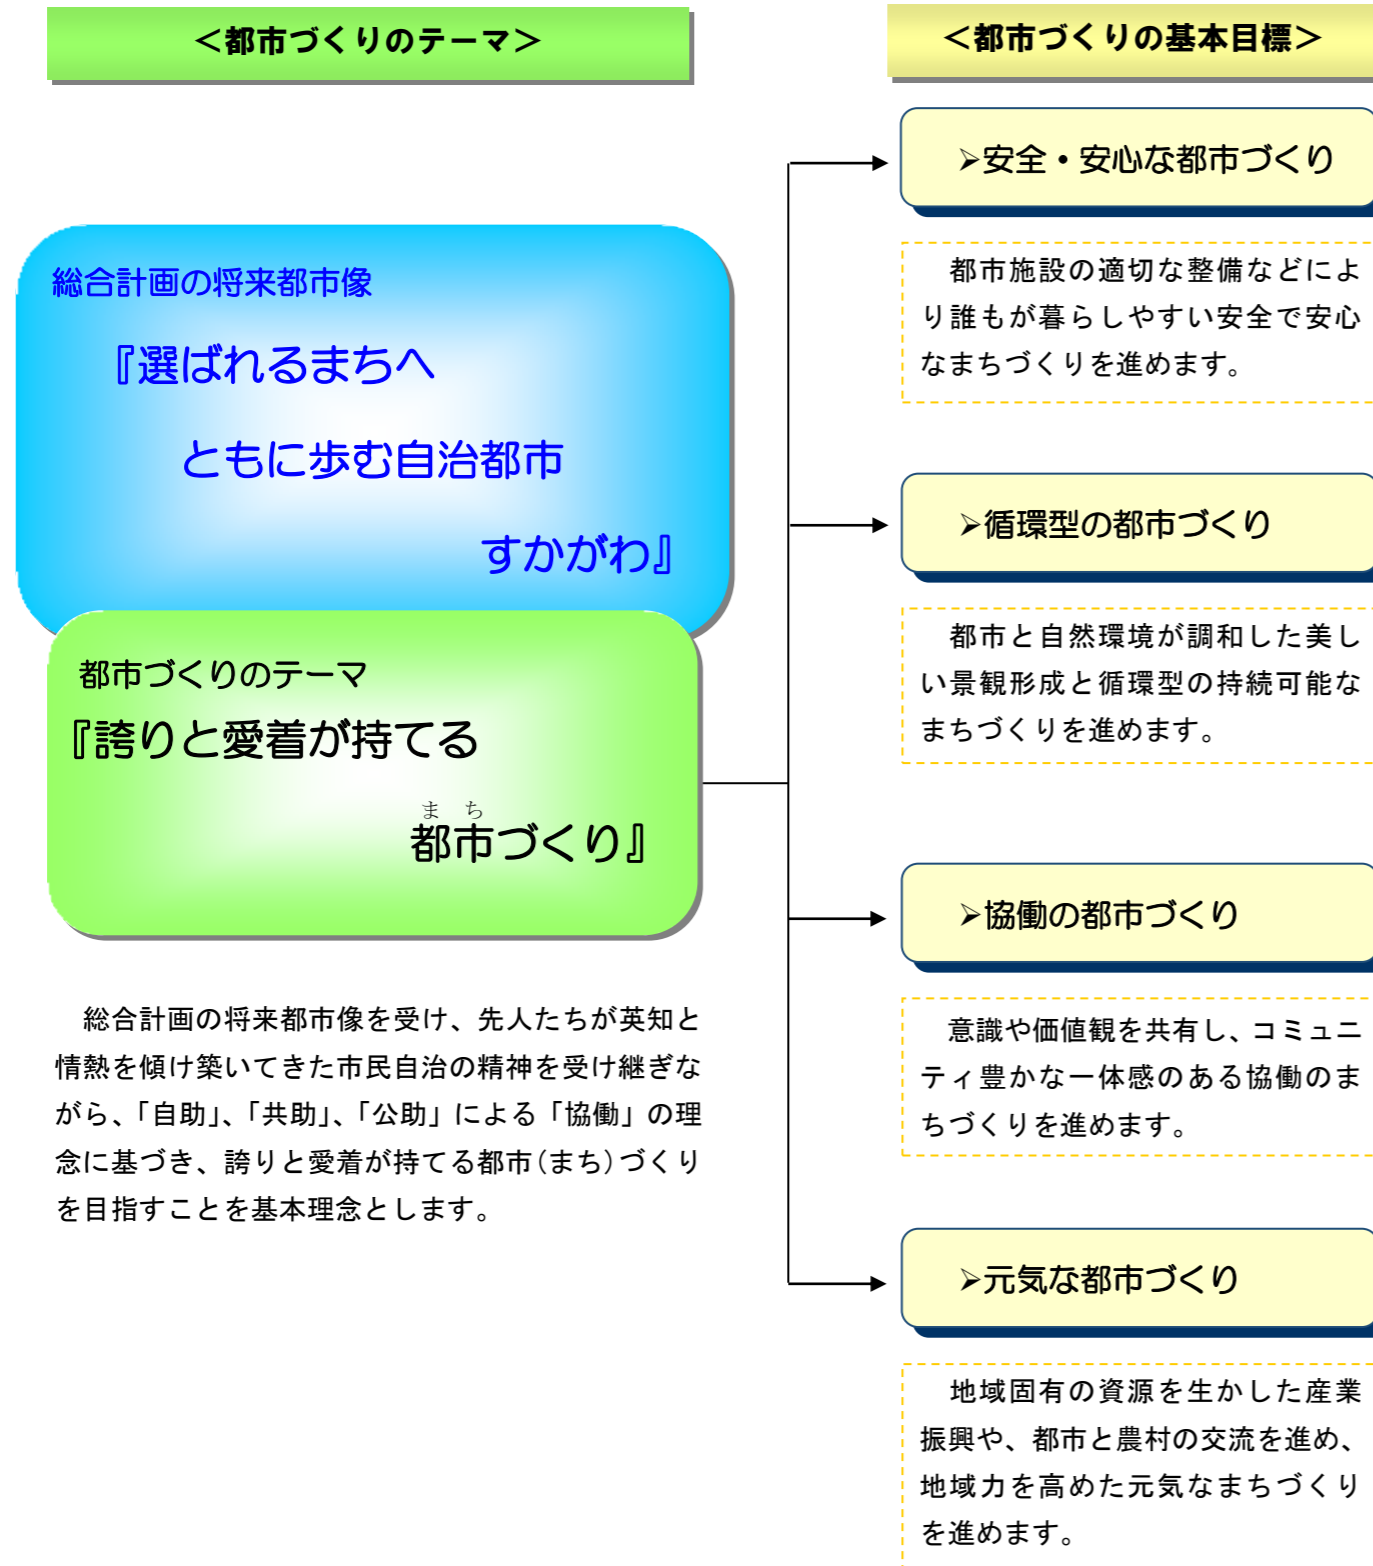 ＜都市づくりのテーマ＞
総合計画の将来都市像
『選ばれるまちへ
ともに歩む自治都市
すかがわ』
都市づくりのテーマ
『誇りと愛着が持てる
まち
都市づくり』
総合計画の将来都市像を受け、先人たちが英知と
情熱を傾け築いてきた市民自治の精神を受け継ぎな
がら、「自助」、「共助」、「公助」による「協働」の理
念に基づき、誇りと愛着が持てる都市(まち)づくり
を目指すことを基本理念とします。
＜都市づくりの基本目標＞
➢安全・安心な都市づくり
都市施設の適切な整備などによ
り誰もが暮らしやすい安全で安心
なまちづくりを進めます。
➢循環型の都市づくり
都市と自然環境が調和した美し
い景観形成と循環型の持続可能な
まちづくりを進めます。
➢協働の都市づくり
意識や価値観を共有し、コミュニ
ティ豊かな一体感のある協働のま
ちづくりを進めます。
➢元気な都市づくり
地域固有の資源を生かした産業
振興や、都市と農村の交流を進め、
地域力を高めた元気なまちづくり
を進めます。